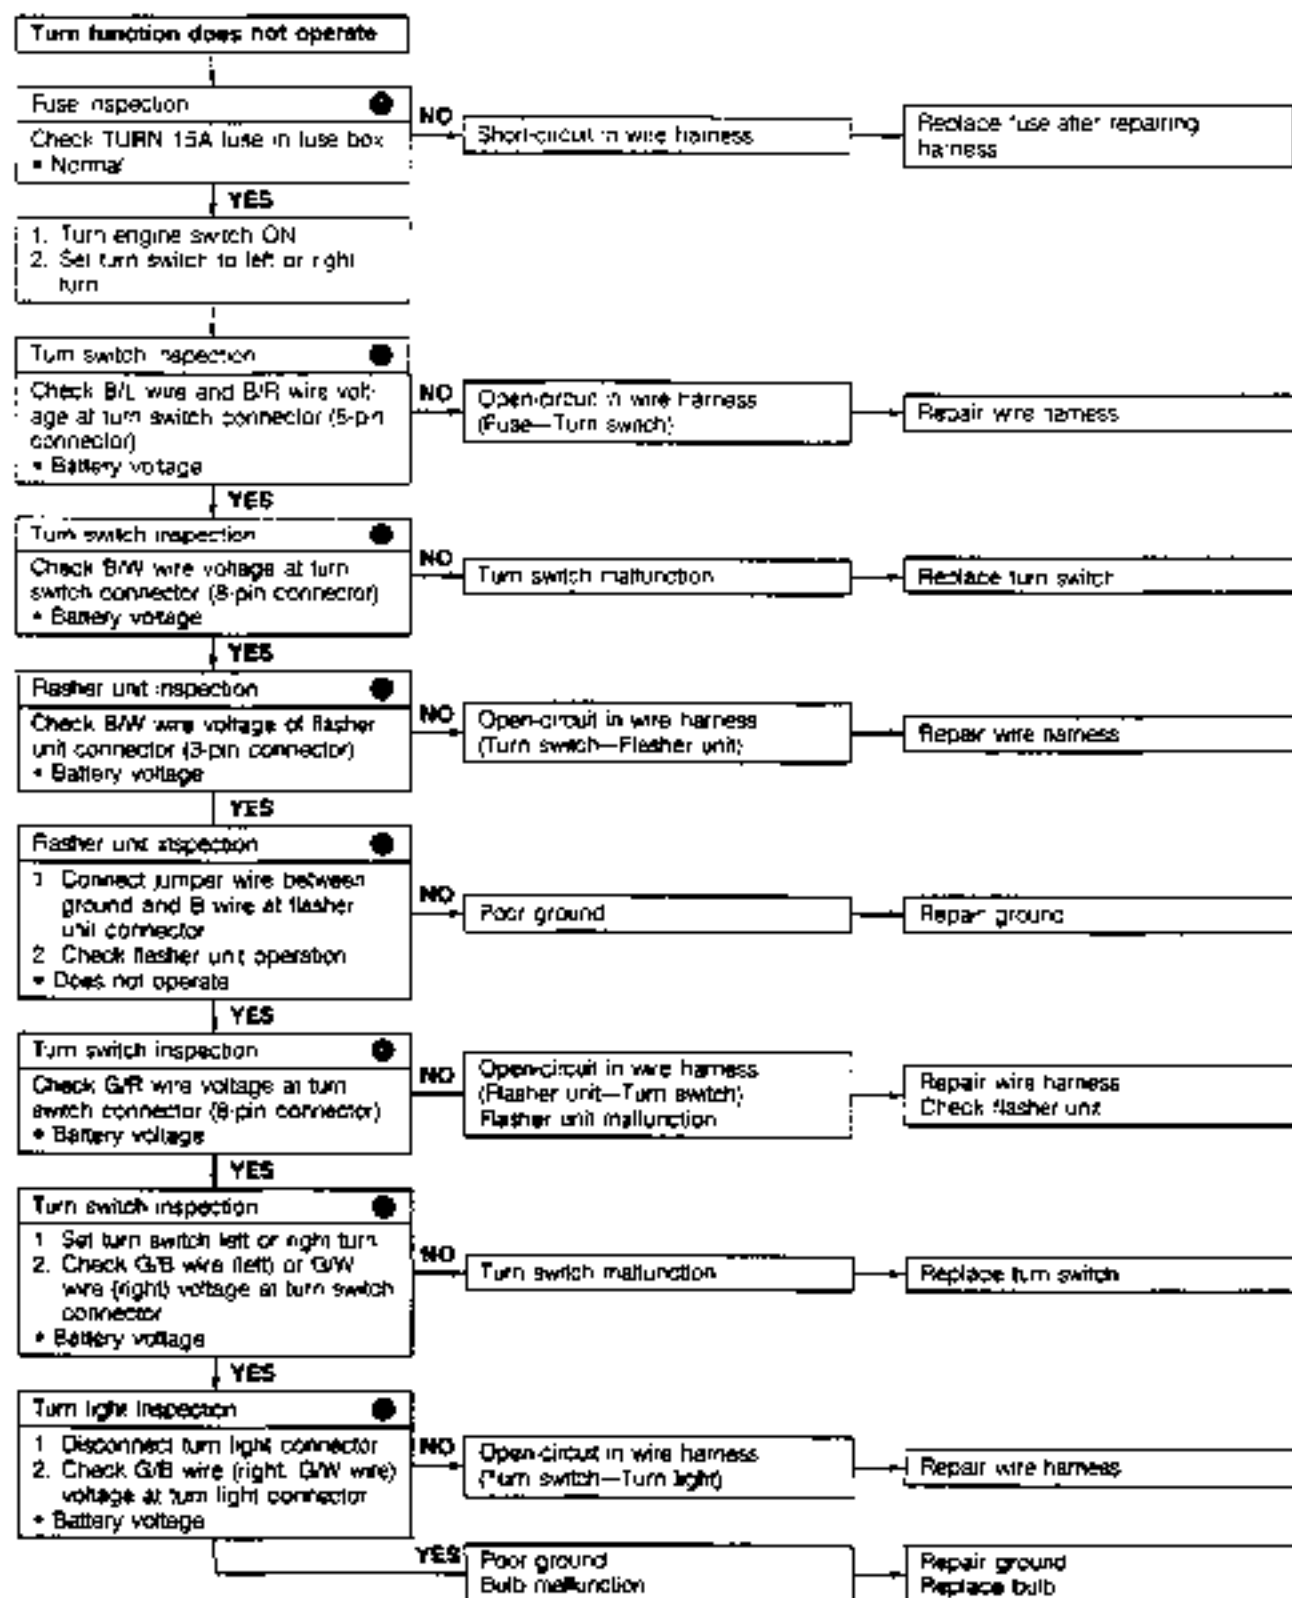 Turn function does not operate
Fuse inspection
Check TURN 15A fuse in fuse box
• Normal
NO
Short-circuit in wire harness
Replace fuse after repairing
harness
YES
1. Turn engine switch ON
2. Set turn switch to left or right
turn
Turn switch inspection
Check B/L wire and B/R wire volt-
age at turn switch connector (5-pin
connector)
• Battery voltage
NO
Open-circuit in wire harness
(Fuse—Turn switch)
Repair wire harness
YES
Turn switch inspection
Check B/W wire voltage at turn
switch connector (8-pin connector)
• Battery voltage
NO
Turn switch malfunction
Replace turn switch
YES
Flasher unit inspection
Check B/W wire voltage of flasher
unit connector (3-pin connector)
• Battery voltage
NO
Open-circuit in wire harness
(Turn switch—Flasher unit)
Repair wire harness
YES
Flasher unit inspection
1 Connect jumper wire between
ground and B wire at flasher
unit connector
2 Check flasher unit operation
• Does not operate
NO
Poor ground
Repair ground
YES
Turn switch inspection
Check G/R wire voltage at turn
switch connector (8-pin connector)
• Battery voltage
NO
Open-circuit in wire harness
(Flasher unit—Turn switch)
Flasher unit malfunction
Repair wire harness
Check flasher unit
YES
Turn switch inspection
1 Set turn switch left or right turn
2. Check G/B wire (left) or G/W
wire (right) voltage at turn switch
connector
• Battery voltage
NO
Turn switch malfunction
Replace turn switch
YES
Turn light inspection
1 Disconnect turn light connector
2. Check G/B wire (right. G/W wire)
voltage at turn light connector
• Battery voltage
NO
Open-circuit in wire harness
(Turn switch—Turn light)
Repair wire harness
YES
Poor ground
Bulb malfunction
Repair ground
Replace bulb